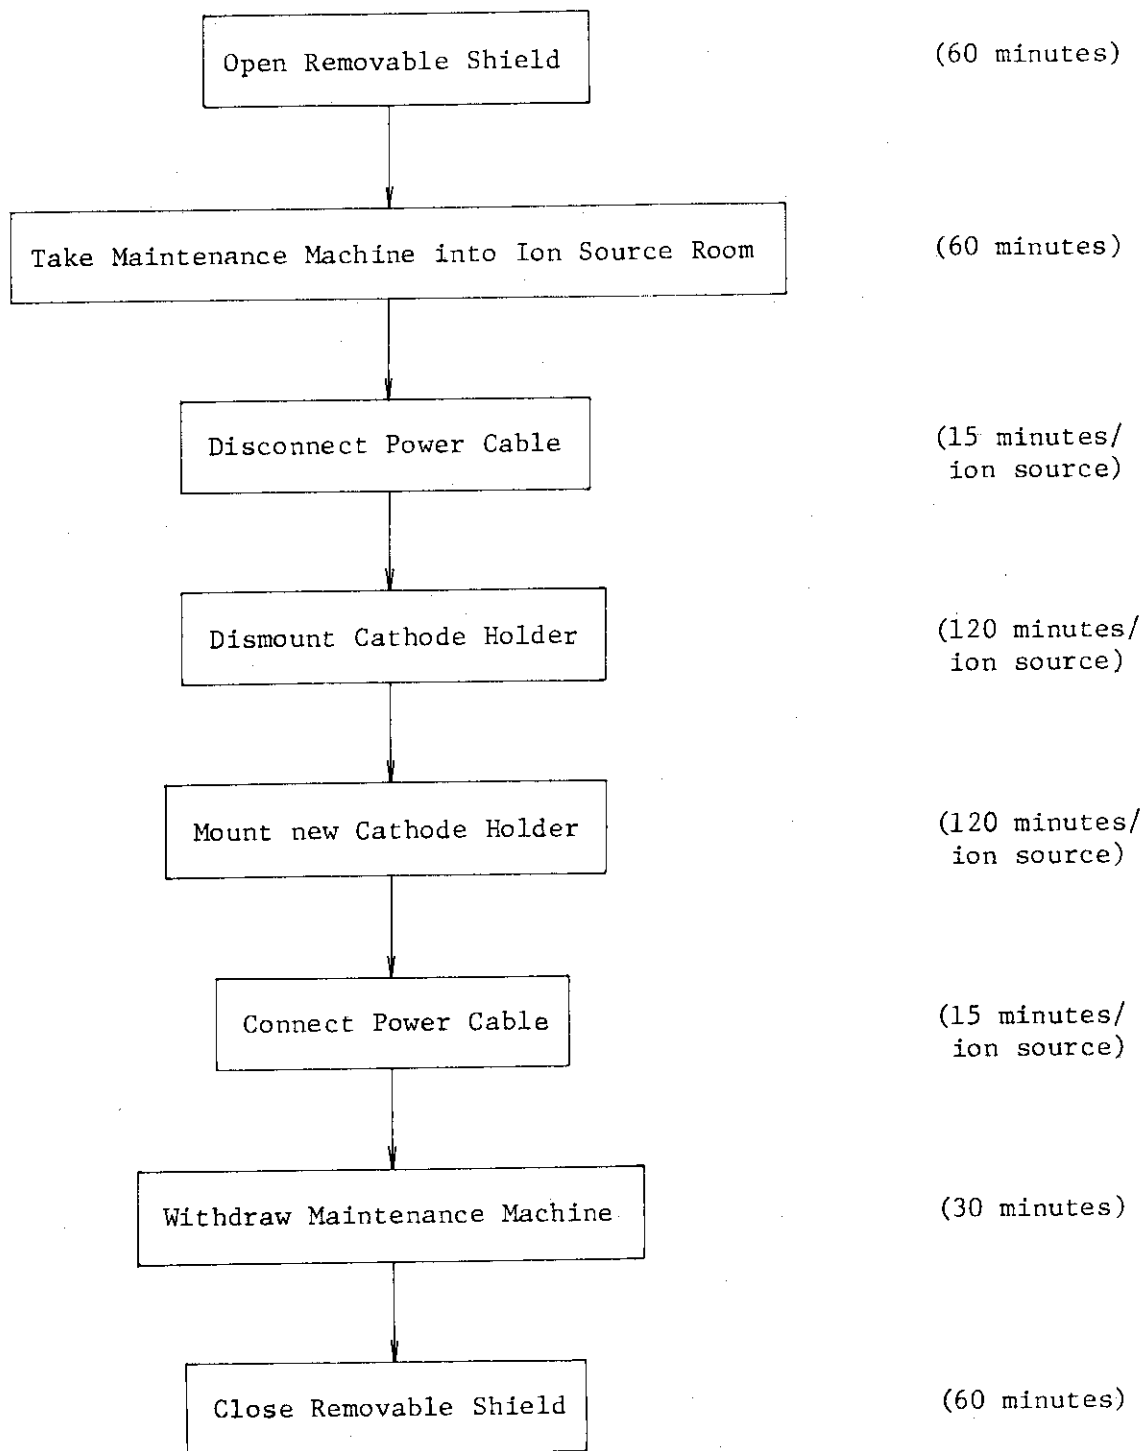 Open Removable Shield
(60 minutes)
Take Maintenance Machine into Ion Source Room
(60 minutes)
Disconnect Power Cable
(15 minutes/
ion source)
Dismount Cathode Holder
(120 minutes/
ion source)
Mount new Cathode Holder
(120 minutes/
ion source)
Connect Power Cable
(15 minutes/
ion source)
Withdraw Maintenance Machine
(30 minutes)
Close Removable Shield
(60 minutes)